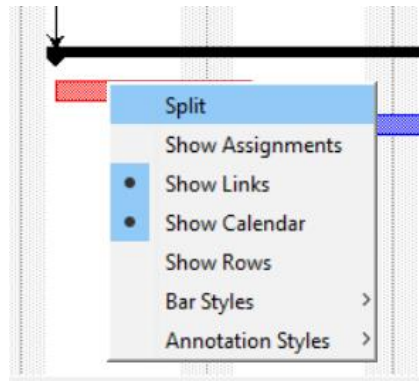 Split
Show Assignments
Show Links
Show Calendar
Show Rows
Bar Styles
Annotation Styles